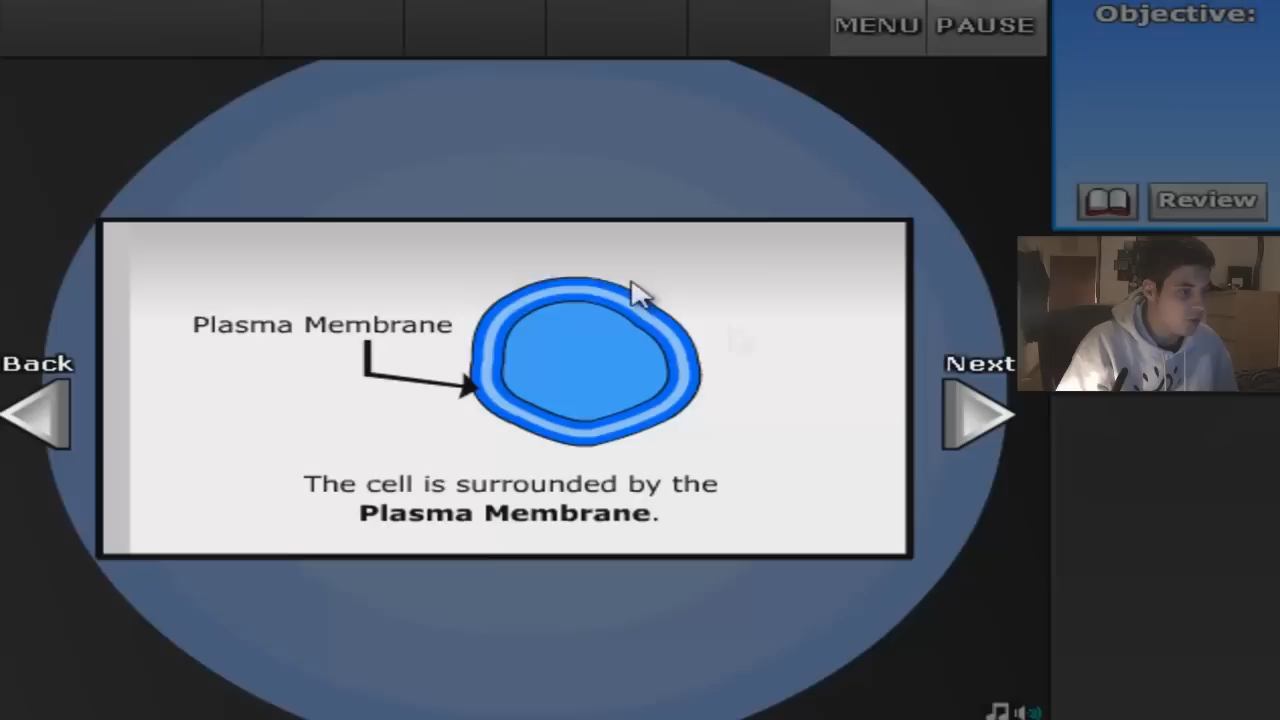 MENU PAUSE
Objective:
Review
Plasma Membrane
Back
Next
The cell is surrounded by the
Plasma Membrane.